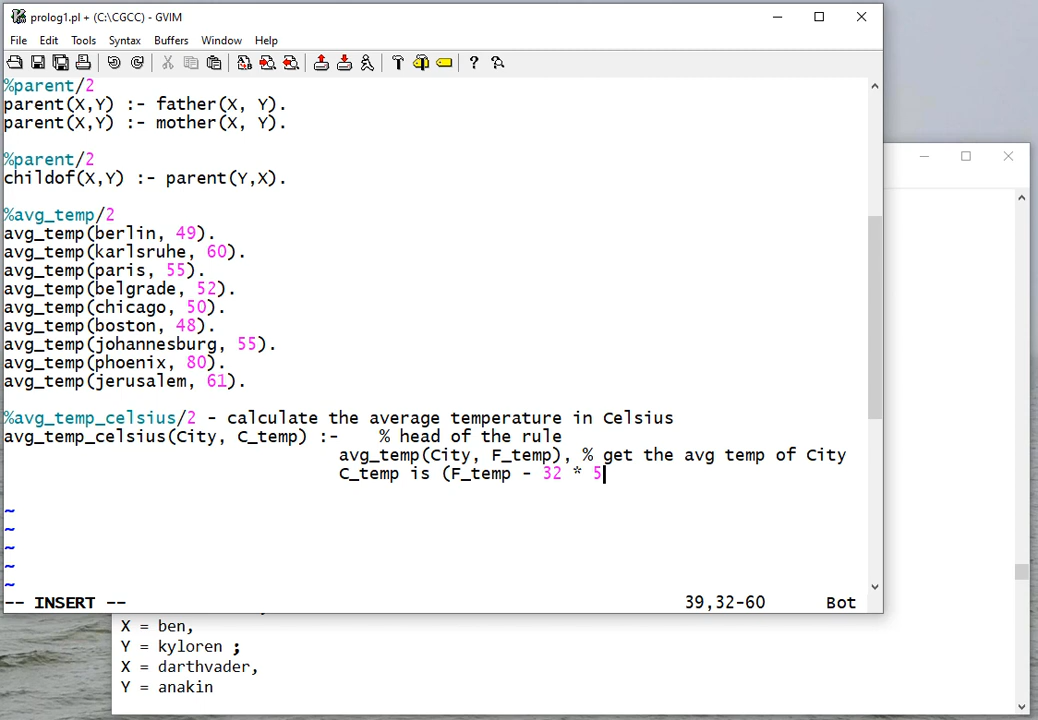 prolog1.pl + (C:\CGCC) - GVIM
File Edit Tools Syntax Buffers Window Help
%parent/2
parent(X,Y) :- father(X, Y).
parent(X,Y) :- mother(X, Y).
%parent/2
childof(X,Y) :- parent(Y,X).
%avg_temp/2
avg_temp(berlin, 49).
avg_temp(karlsruhe, 60).
avg_temp(paris, 55).
avg_temp(belgrade, 52).
avg_temp(chicago, 50).
avg_temp(boston, 48).
avg_temp(johannesburg, 55).
avg_temp(phoenix, 80).
avg_temp(jerusalem, 61).
%avg_temp_celsius/2 - calculate the average temperature in Celsius
avg_temp_celsius(City, C_temp) :- % head of the rule
avg_temp(City, F_temp), % get the avg temp of City
C_temp is (F_temp - 32 * 5
~
~
~
~
~
-- INSERT -- 39,32-60 Bot
X = ben,
Y = kyloren ;
X = darthvader,
Y = anakin